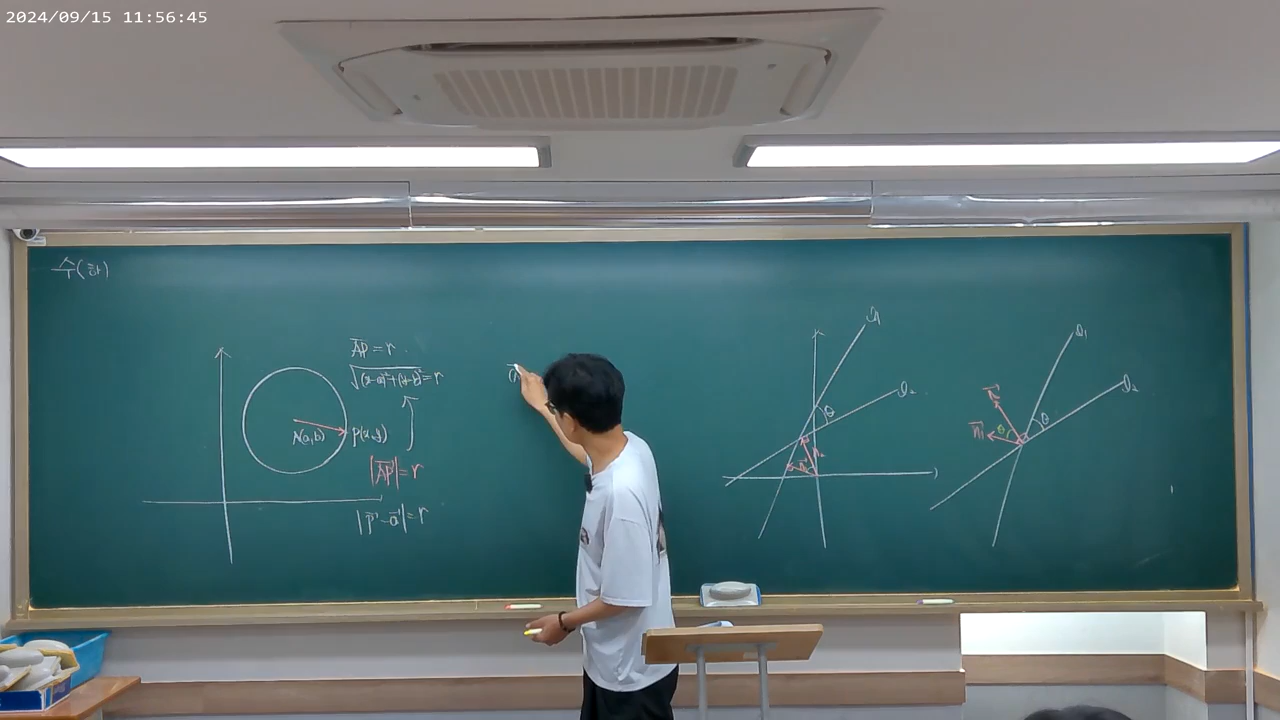 2024/09/15 11:56:45
수(하)
AP = r
√(x-a)²+(y-b)² = r
A(a,b)
P(x,y)
|AP| = r
|p - a| = r
l₁
l₂
θ
l₁
l₂
θ
θ